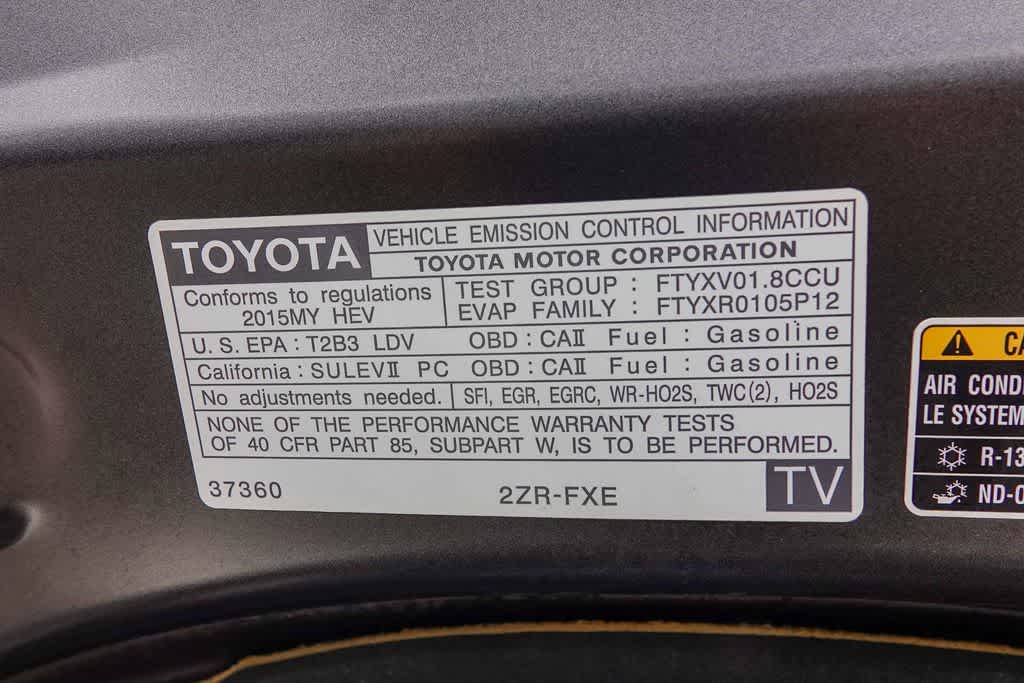 TOYOTA
VEHICLE EMISSION CONTROL INFORMATION
TOYOTA MOTOR CORPORATION
Conforms to regulations
2015MY HEV
TEST GROUP : FTYXV01.8CCU
EVAP FAMILY : FTYXR0105P12
U. S. EPA : T2B3 LDV OBD : CAⅡ Fuel : Gasoline
California : SULEVⅡ PC OBD : CAⅡ Fuel : Gasoline
No adjustments needed. SFI, EGR, EGRC, WR-HO2S, TWC(2), HO2S
NONE OF THE PERFORMANCE WARRANTY TESTS
OF 40 CFR PART 85, SUBPART W, IS TO BE PERFORMED.
37360 2ZR-FXE TV
AIR
LE SYSTEM